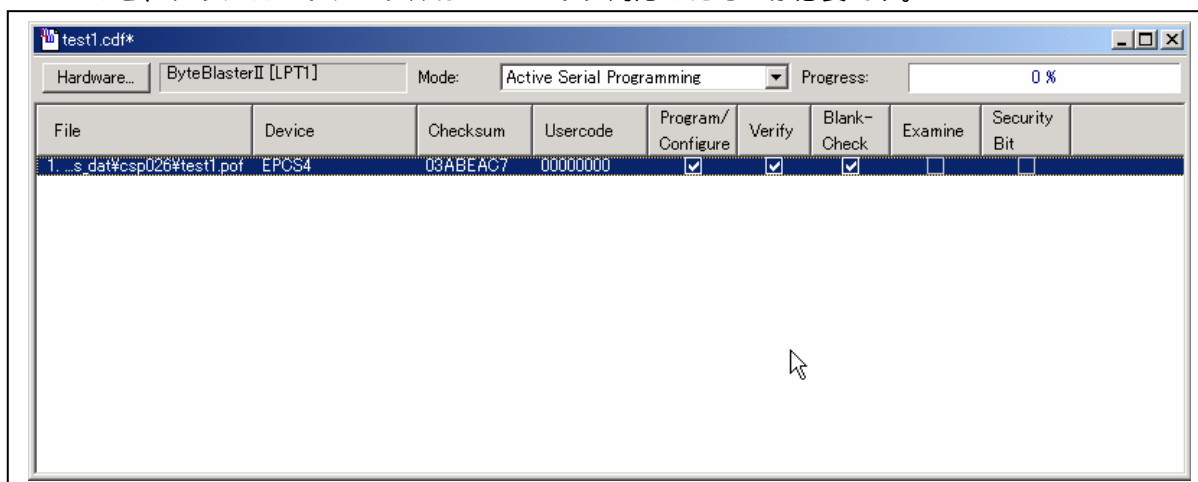 test1.cdf*
Hardware... ByteBlasterII [LPT1] Mode: Active Serial Programming Progress: 0 %
File Device Checksum Usercode Program/Configure Verify Blank-Check Examine Security Bit
1. ...s_dat¥csp026¥test1.pof EPCS4 03ABEAC7 00000000